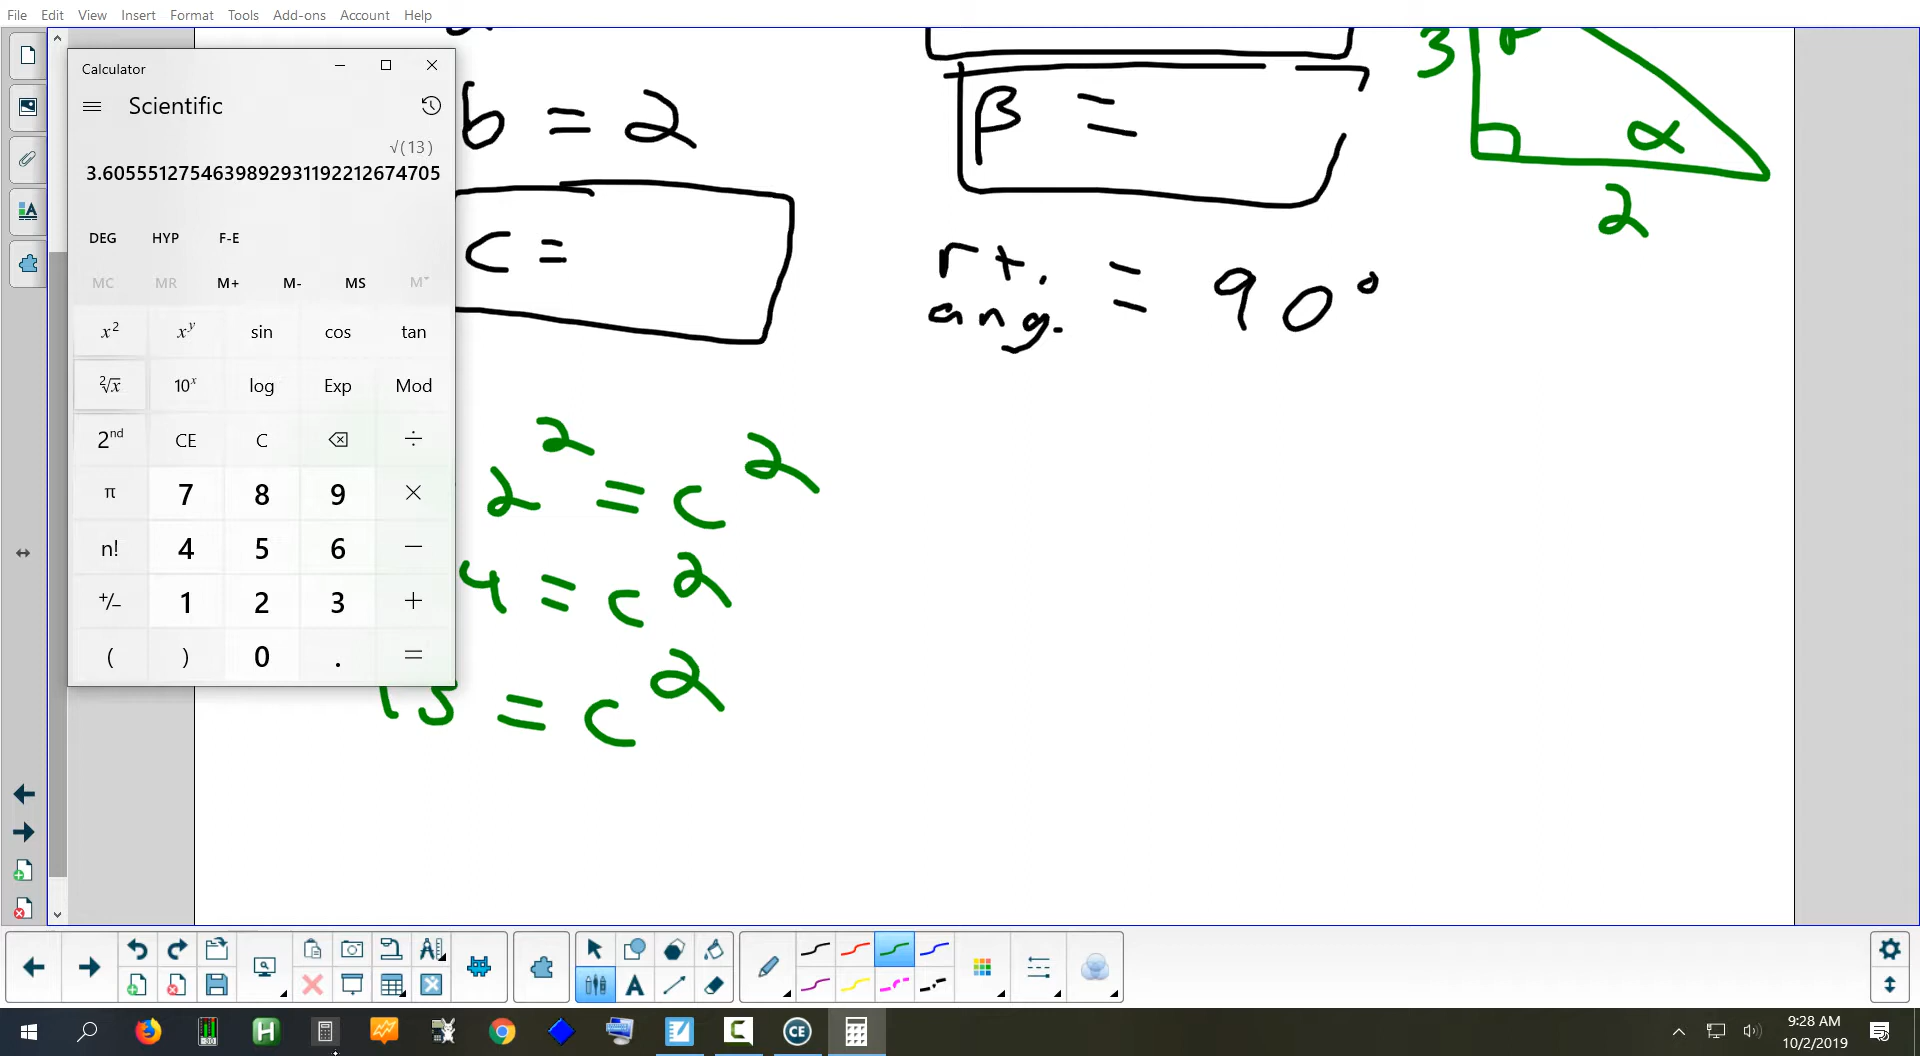 File Edit View Insert Format Tools Add-ons Account Help
Calculator
Scientific
√(13)
3.6055512754639892931192212674705
DEG HYP F-E
MC MR M+ M- MS M˅
x² xʸ sin cos tan
²√x 10ˣ log Exp Mod
2ⁿᵈ CE C ÷
π 7 8 9 ×
n! 4 5 6 −
+/− 1 2 3 +
( ) 0 . =
b = 2
c =
β =
rt. ang. = 90°
3
α
2
2² = c²
4 = c²
13 = c²
CE
9:28 AM
10/2/2019